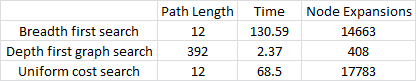 Path Length Time Node Expansions
Breadth first search 12 130.59 14663
Depth first graph search 392 2.37 408
Uniform cost search 12 68.5 17783